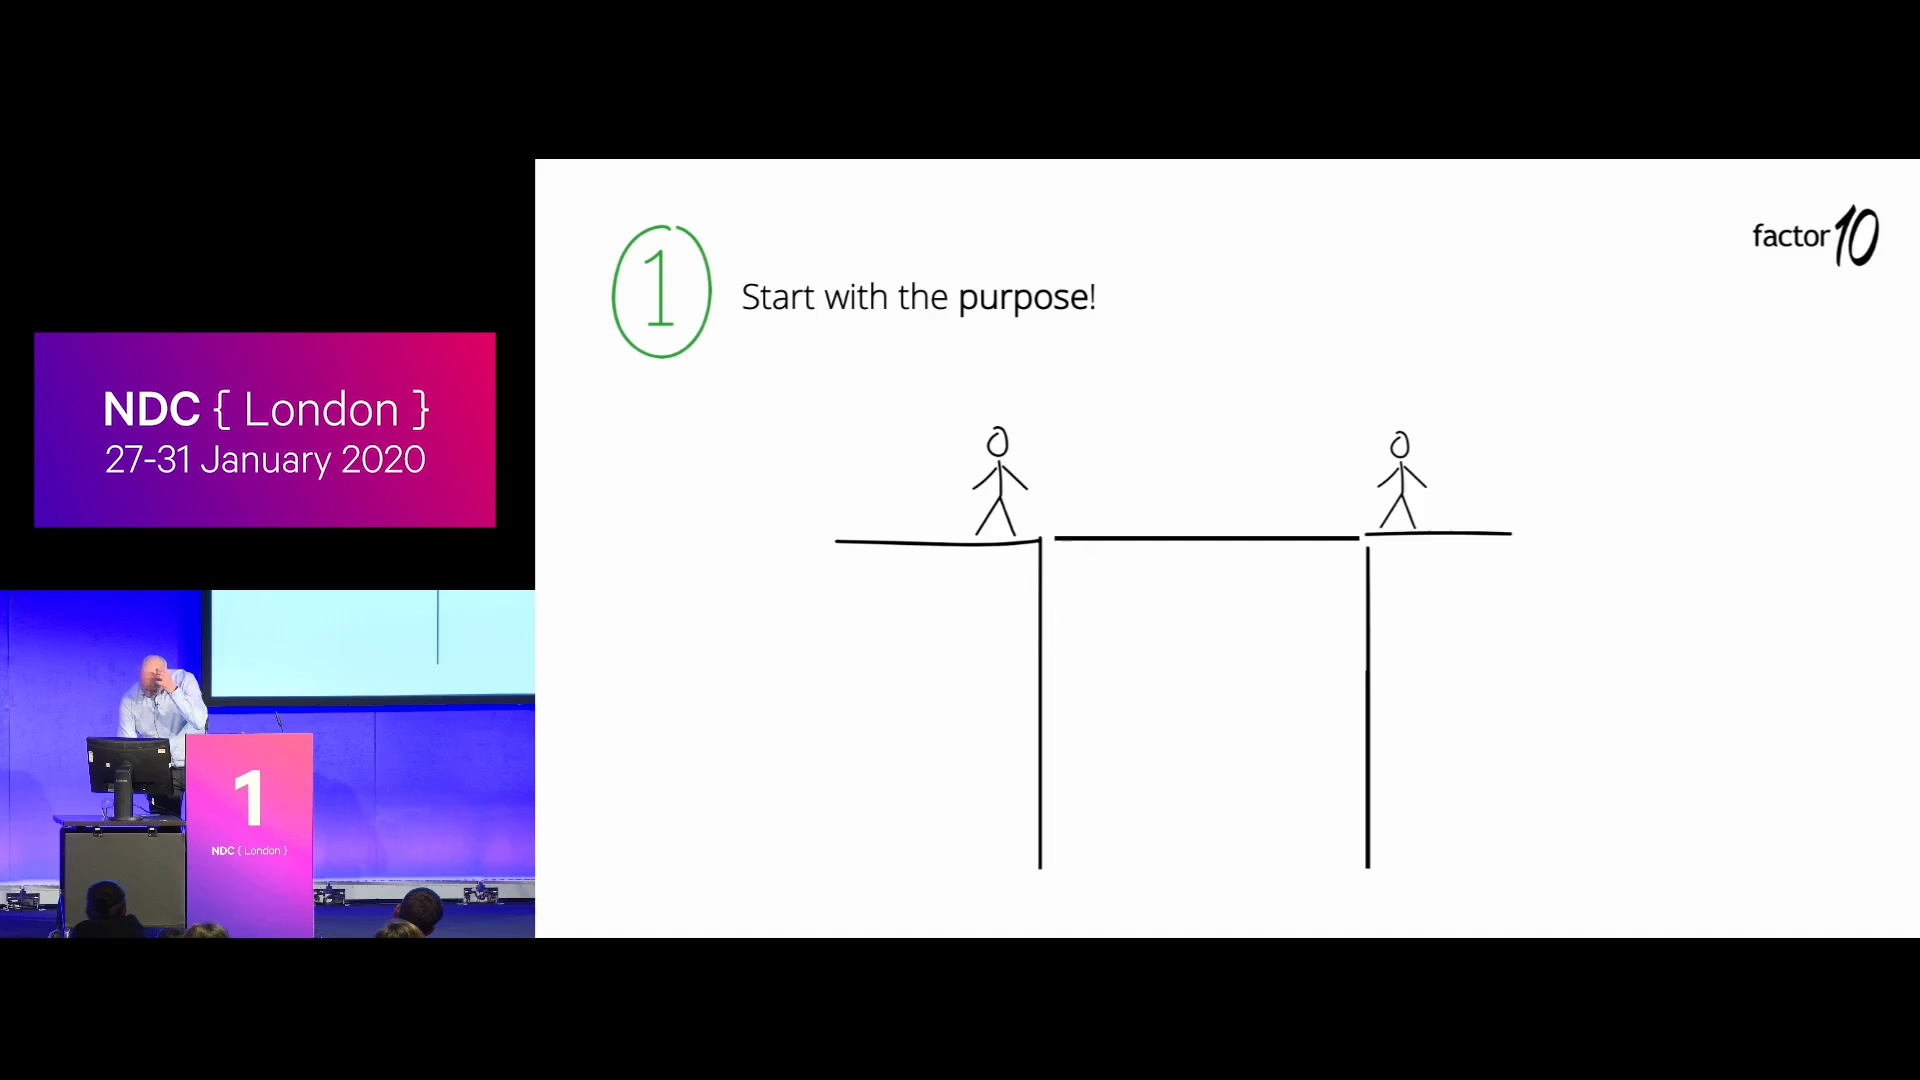 NDC { London }
27-31 January 2020
1
Start with the purpose!
factor10
1
NDC { London }